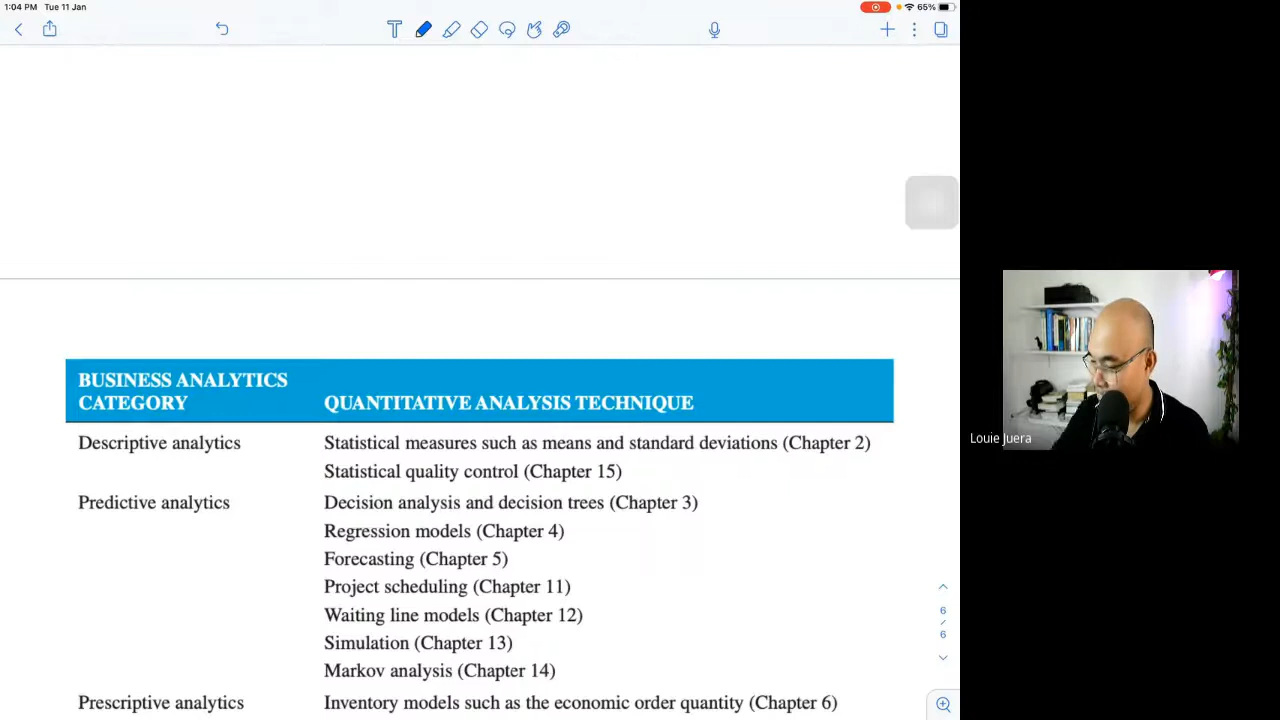 1:04 PM Tue 11 Jan
65%
BUSINESS ANALYTICS
CATEGORY
QUANTITATIVE ANALYSIS TECHNIQUE
Descriptive analytics
Statistical measures such as means and standard deviations (Chapter 2)
Statistical quality control (Chapter 15)
Predictive analytics
Decision analysis and decision trees (Chapter 3)
Regression models (Chapter 4)
Forecasting (Chapter 5)
Project scheduling (Chapter 11)
Waiting line models (Chapter 12)
Simulation (Chapter 13)
Markov analysis (Chapter 14)
Prescriptive analytics
Inventory models such as the economic order quantity (Chapter 6)
6
/
6
Louie Juera